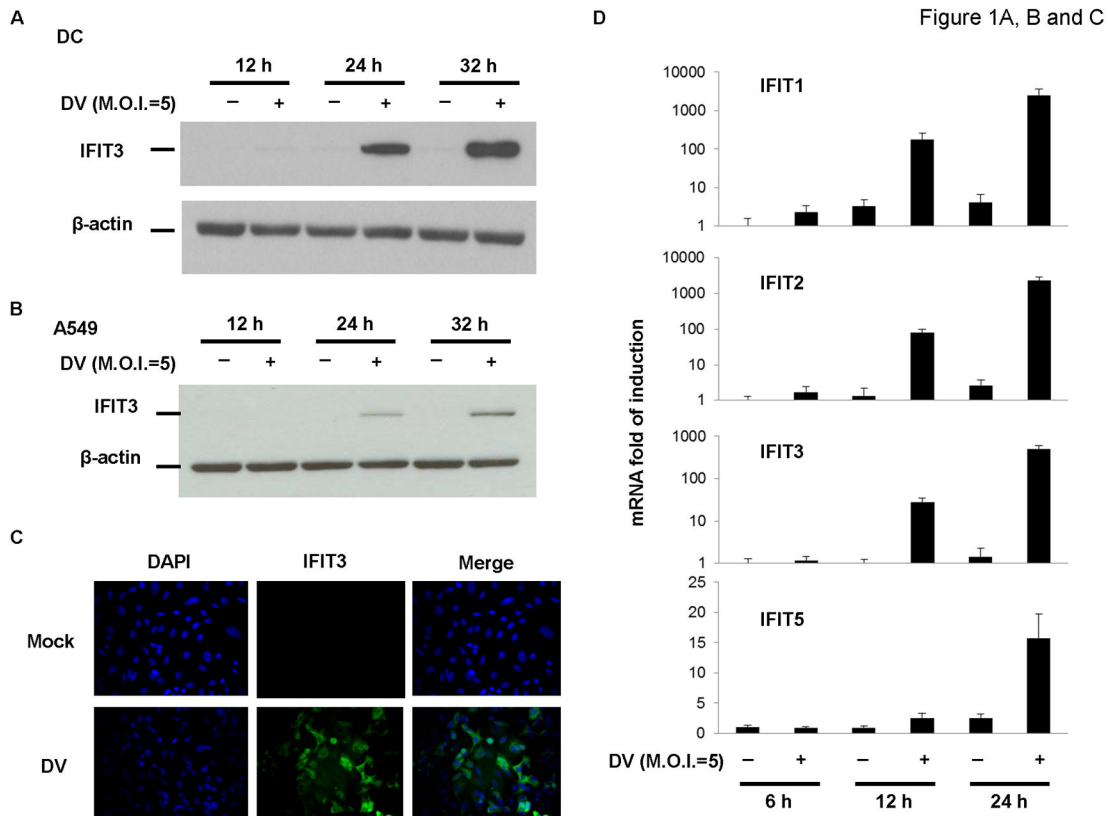 Figure 1A, B and C
A
DC
12 h 24 h 32 h
DV (M.O.I.=5) – + – + – +
IFIT3
β-actin
B
A549
12 h 24 h 32 h
DV (M.O.I.=5) – + – + – +
IFIT3
β-actin
C
DAPI IFIT3 Merge
Mock
DV
D
mRNA fold of induction
IFIT1
10000
1000
100
10
1
IFIT2
10000
1000
100
10
1
IFIT3
1000
100
10
1
IFIT5
25
20
15
10
5
0
DV (M.O.I.=5) – + – + – +
6 h 12 h 24 h